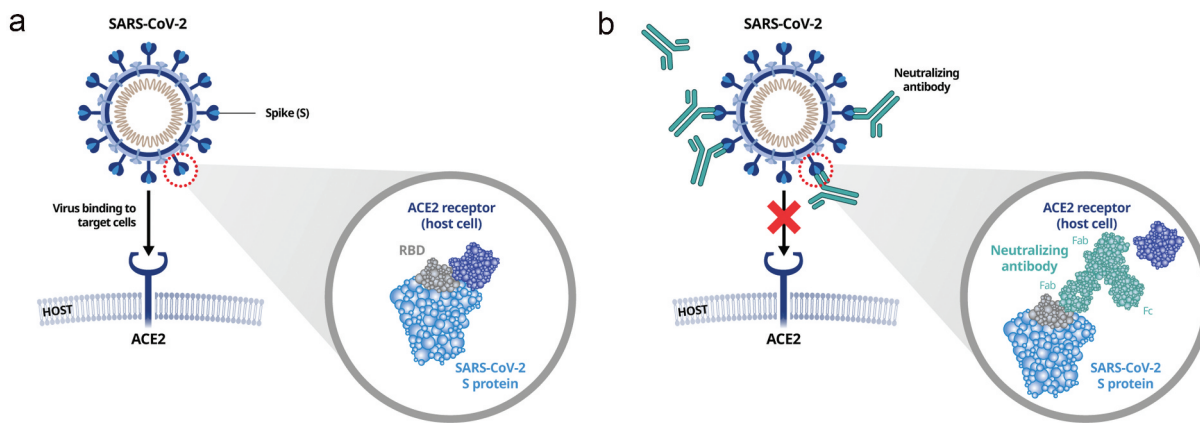 a
SARS-CoV-2
Spike (S)
Virus binding to
target cells
HOST
ACE2
ACE2 receptor
(host cell)
RBD
SARS-CoV-2
S protein
b
SARS-CoV-2
Neutralizing
antibody
HOST
ACE2
ACE2 receptor
(host cell)
Neutralizing
antibody
Fab
Fab
Fc
SARS-CoV-2
S protein